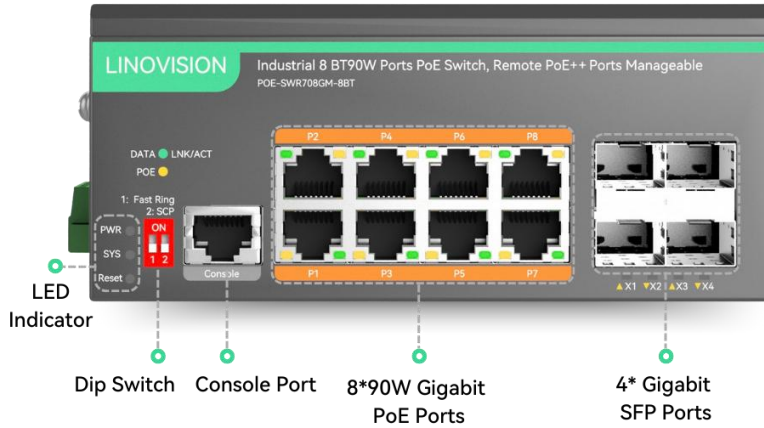 LINOVISION
Industrial 8 BT90W Ports PoE Switch, Remote PoE++ Ports Manageable
POE-SWR708GM-8BT
P2 P4 P6 P8
DATA LNK/ACT
POE
1: Fast Ring
2: SCP
PWR
SYS
Reset
ON
1 2
Console
P1 P3 P5 P7
▲X1 ▼X2 ▲X3 ▼X4
LED
Indicator
Dip Switch
Console Port
8*90W Gigabit
PoE Ports
4* Gigabit
SFP Ports